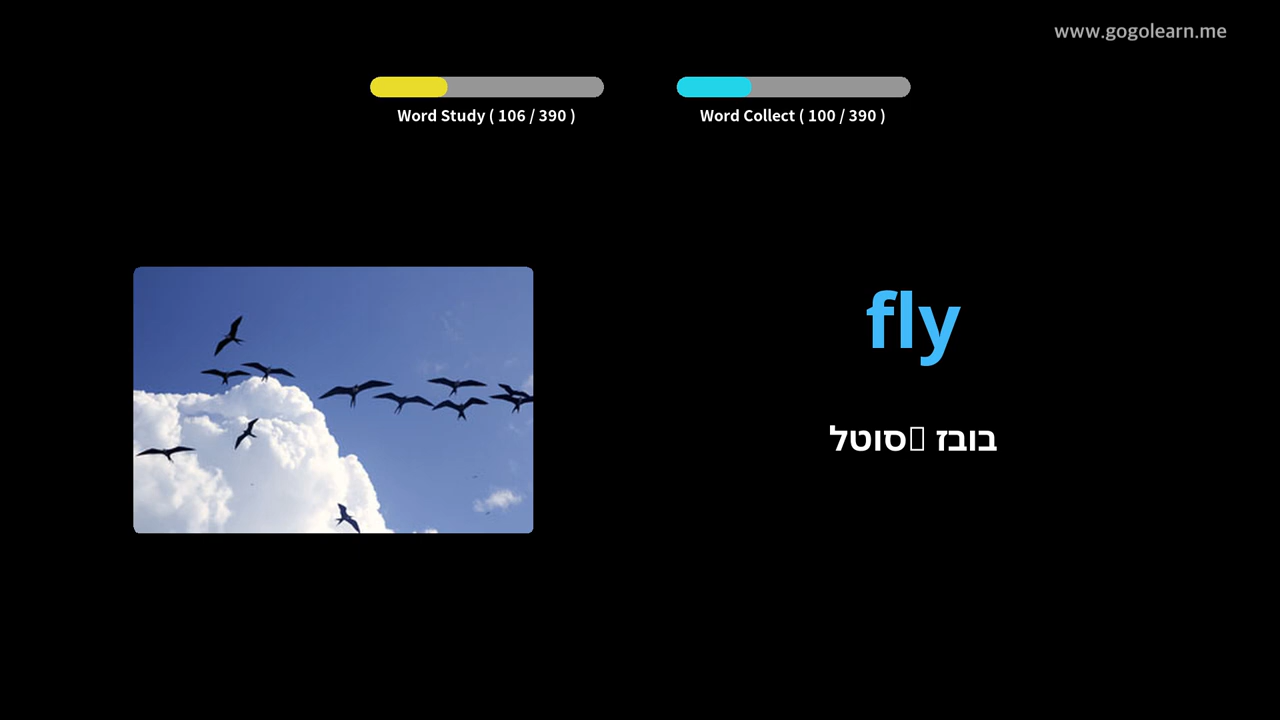 www.gogolearn.me
Word Study ( 106 / 390 )
Word Collect ( 100 / 390 )
fly
בובז ▯סוטל